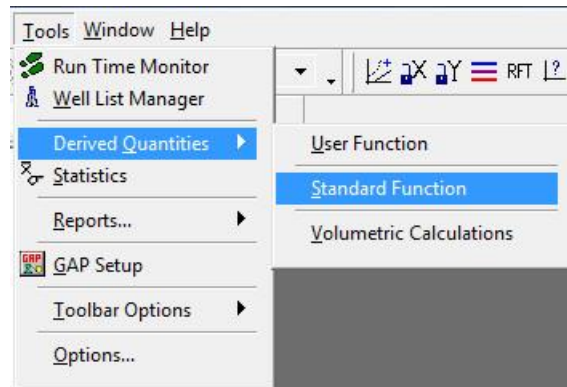 Tools Window Help
Run Time Monitor
Well List Manager
Derived Quantities
Statistics
Reports...
GAP Setup
Toolbar Options
Options...
X Y RFT ?
User Function
Standard Function
Volumetric Calculations
GAP